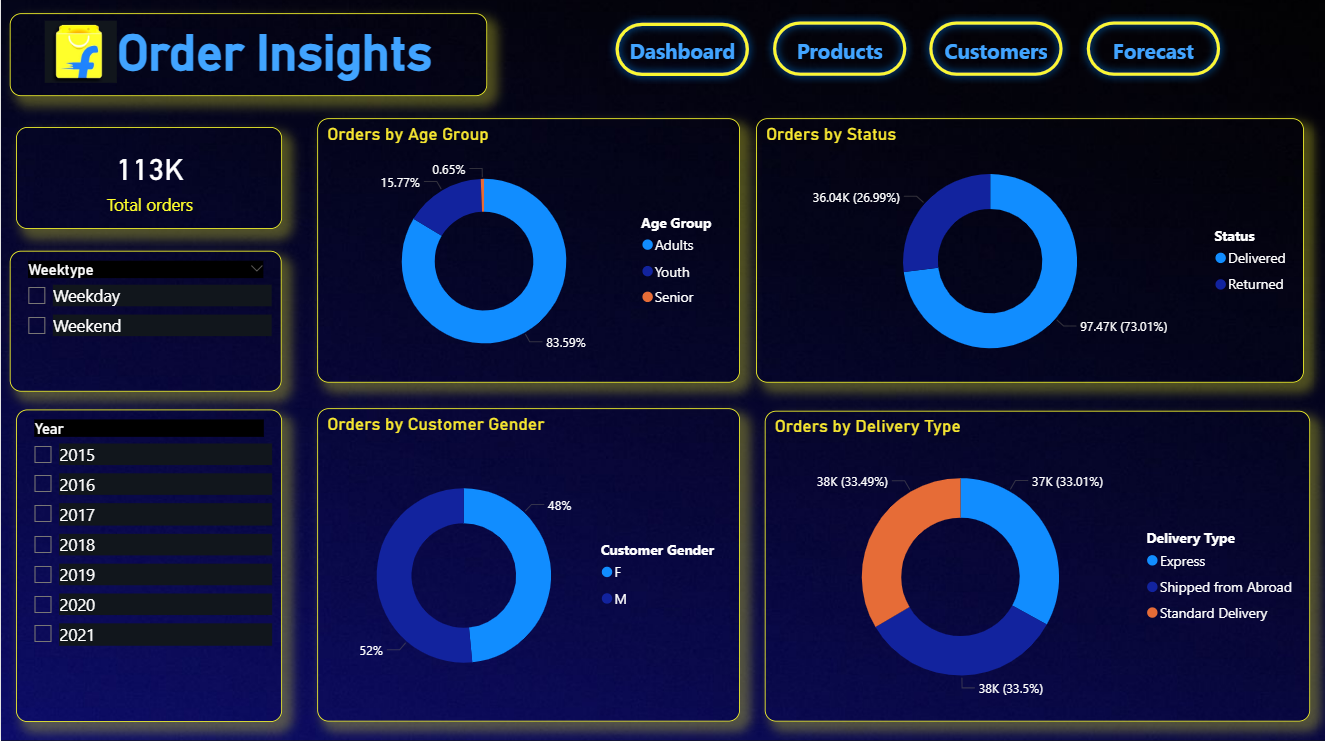 Order Insights
Dashboard
Products
Customers
Forecast
113K
Total orders
Weektype
Weekday
Weekend
Year
2015
2016
2017
2018
2019
2020
2021
Orders by Age Group
0.65%
15.77%
83.59%
Age Group
Adults
Youth
Senior
Orders by Status
36.04K (26.99%)
97.47K (73.01%)
Status
Delivered
Returned
Orders by Customer Gender
48%
52%
Customer Gender
F
M
Orders by Delivery Type
38K (33.49%)
37K (33.01%)
38K (33.5%)
Delivery Type
Express
Shipped from Abroad
Standard Delivery